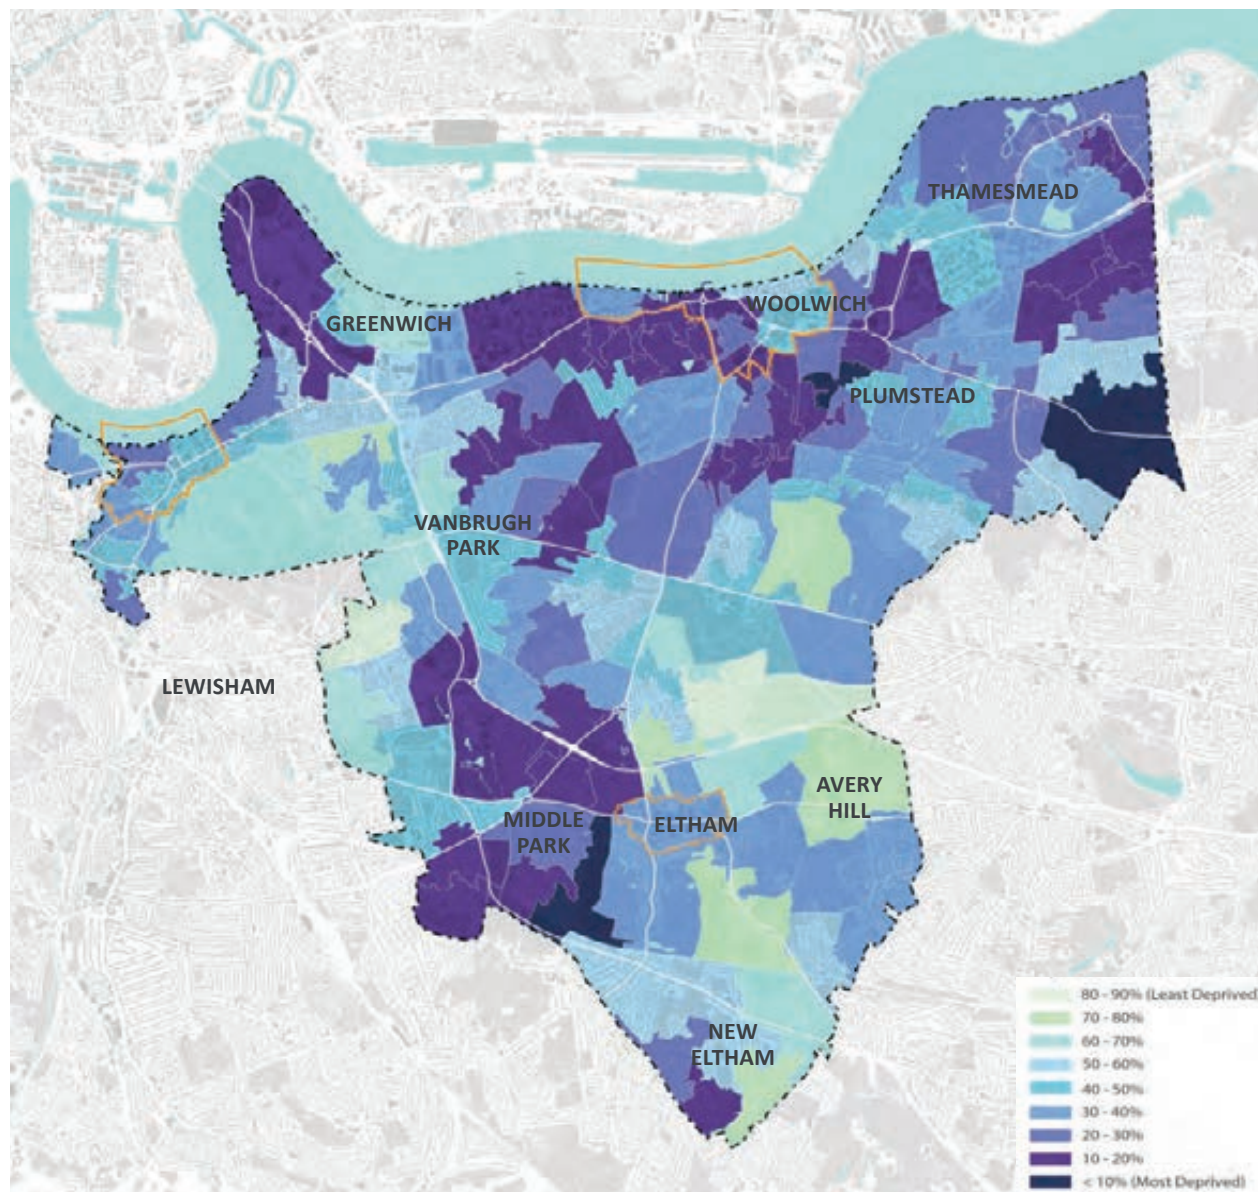 THAMESMEAD
WOOLWICH
GREENWICH
PLUMSTEAD
VANBRUGH
PARK
LEWISHAM
AVERY
HILL
MIDDLE
PARK
ELTHAM
NEW
ELTHAM
80 - 90% (Least Deprived)
70 - 80%
60 - 70%
50 - 60%
40 - 50%
30 - 40%
20 - 30%
10 - 20%
< 10% (Most Deprived)